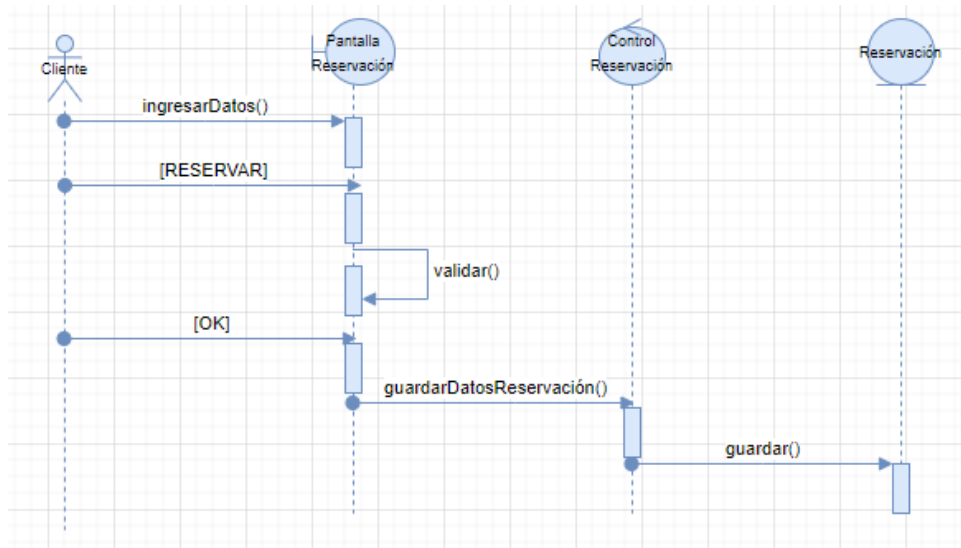 Cliente
Pantalla
Reservación
Control
Reservación
Reservación
ingresarDatos()
[RESERVAR]
validar()
[OK]
guardarDatosReservación()
guardar()